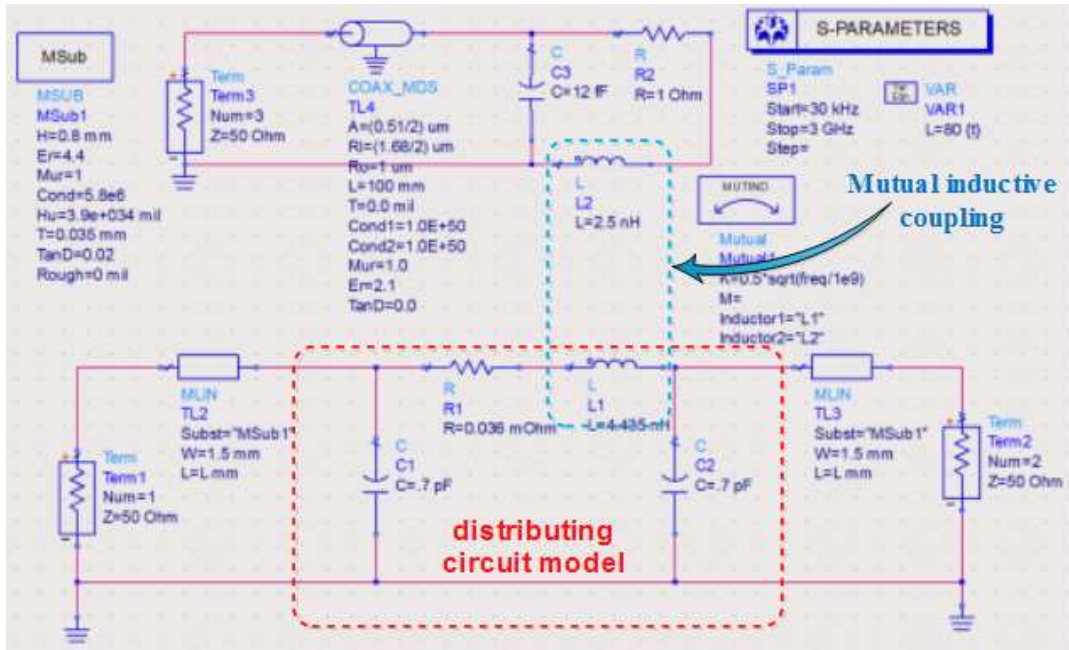 MSub
MSUB
MSub1
H=0.8 mm
Er=4.4
Mur=1
Cond=5.8e6
Hu=3.9e+034 mil
T=0.035 mm
TanD=0.02
Rough=0 mil
Term
Term3
Num=3
Z=50 Ohm
COAX_MDS
TL4
A=(0.51/2) um
Ri=(1.68/2) um
Ro=1 um
L=100 mm
T=0.0 mil
Cond1=1.0E+50
Cond2=1.0E+50
Mur=1.0
Er=2.1
TanD=0.0
C
C3
C=12 fF
R
R2
R=1 Ohm
L
L2
L=2.5 nH
S-PARAMETERS
S_Param
SP1
Start=30 kHz
Stop=3 GHz
Step=
VAR
VAR1
L=80 {t}
MUTIND
Mutual inductive
coupling
Mutual
Mutual1
K=0.5*sqrt(freq/1e9)
M=
Inductor1="L1"
Inductor2="L2"
MLIN
TL2
Subst="MSub1"
W=1.5 mm
L=L mm
Term
Term1
Num=1
Z=50 Ohm
R
R1
R=0.036 mOhm
L
L1
L=4.435 nH
C
C1
C=.7 pF
C
C2
C=.7 pF
MLIN
TL3
Subst="MSub1"
W=1.5 mm
L=L mm
Term
Term2
Num=2
Z=50 Ohm
distributing
circuit model